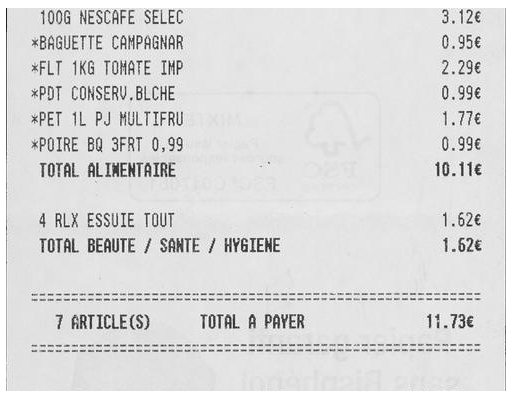 100G NESCAFE SELEC 3.12€
*BAGUETTE CAMPAGNAR 0.95€
*FLT 1KG TOMATE IMP 2.29€
*PDT CONSERV.BLCHE 0.99€
*PET 1L PJ MULTIFRU 1.77€
*POIRE BQ 3FRT 0,99 0.99€
TOTAL ALIMENTAIRE 10.11€
4 RLX ESSUIE TOUT 1.62€
TOTAL BEAUTE / SANTE / HYGIENE 1.62€
7 ARTICLE(S) TOTAL A PAYER 11.73€